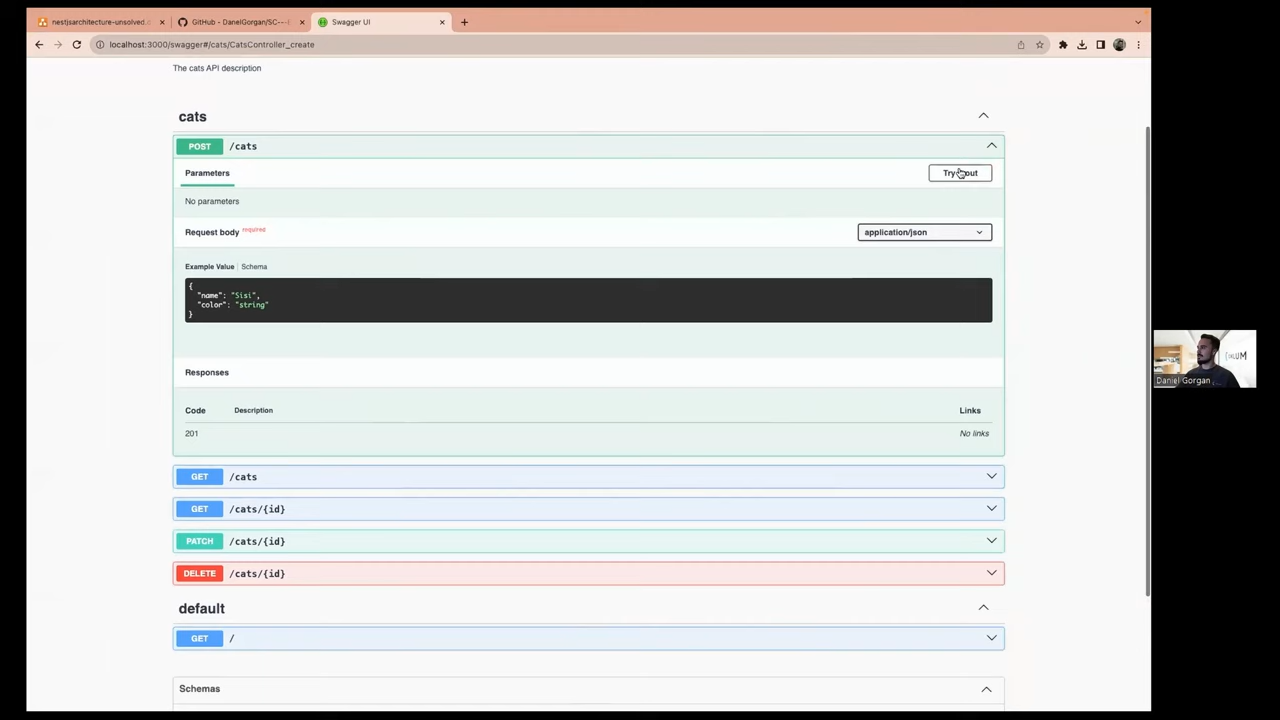 nestjsarchitecture-unsolved.d
GitHub - DanelGorgan/SC---I
Swagger UI
localhost:3000/swagger#/cats/CatsController_create
The cats API description
cats
POST /cats
Parameters
Try out
No parameters
Request body required
application/json
Example Value | Schema
{
"name": "Sisi",
"color": "string"
}
Responses
Code Description Links
201 No links
GET /cats
GET /cats/{id}
PATCH /cats/{id}
DELETE /cats/{id}
default
GET /
Schemas
Daniel Gorgan